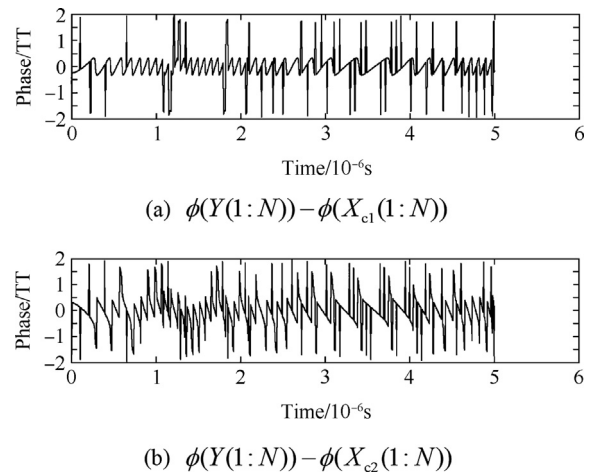 (a)
2
1
0
−1
−2
Phase/TT
0 1 2 3 4 5 6
Time/10⁻⁶s
(a) ϕ(Y(1:N))−ϕ(X_c1(1:N))
(b)
2
1
0
−1
−2
Phase/TT
0 1 2 3 4 5 6
Time/10⁻⁶s
(b) ϕ(Y(1:N))−ϕ(X_c2(1:N))